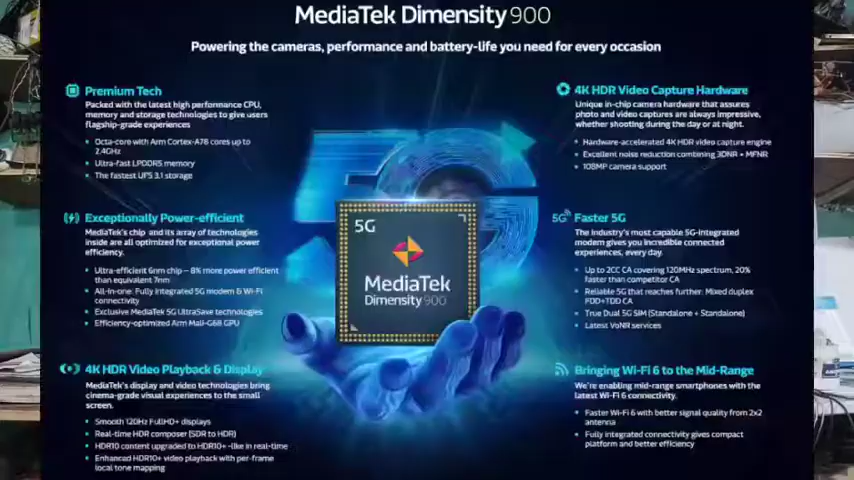 MediaTek Dimensity 900
Powering the cameras, performance and battery-life you need for every occasion
Premium Tech
Packed with the latest high performance CPU,
memory and storage technologies to give users
flagship-grade experiences
Octa-core with Arm Cortex-A78 cores up to
2.4GHz
Ultra-fast LPDDR5 memory
The fastest UFS 3.1 storage
Exceptionally Power-efficient
MediaTek's chip and its array of technologies
inside are all optimized for exceptional power
efficiency.
Ultra-efficient 6nm chip – 8% more power efficient
than equivalent 7nm
All-in-one: Fully integrated 5G modem & Wi-Fi
connectivity
Exclusive MediaTek 5G UltraSave technologies
Efficiency-optimized Arm Mali-G68 GPU
4K HDR Video Playback & Display
MediaTek's display and video technologies bring
cinema-grade visual experiences to the small
screen.
Smooth 120Hz FullHD+ displays
Real-time HDR composer (SDR to HDR)
HDR10 content upgraded to HDR10+ -like in real-time
Enhanced HDR10+ video playback with per-frame
local tone mapping
5G
5G
MediaTek
Dimensity 900
4K HDR Video Capture Hardware
Unique in-chip camera hardware that assures
photo and video captures are always impressive,
whether shooting during the day or at night.
Hardware-accelerated 4K HDR video capture engine
Excellent noise reduction combining 3DNR + MFNR
108MP camera support
5G Faster 5G
The industry's most capable 5G-integrated
modem gives you incredible connected
experiences, every day.
Up to 2CC CA covering 120MHz spectrum, 20%
faster than competitor CA
Reliable 5G that reaches further: Mixed duplex
FDD+TDD CA
True Dual 5G SIM (Standalone + Standalone)
Latest VoNR services
Bringing Wi-Fi 6 to the Mid-Range
We're enabling mid-range smartphones with the
latest Wi-Fi 6 connectivity.
Faster Wi-Fi 6 with better signal quality from 2x2
antenna
Fully integrated connectivity gives compact
platform and better efficiency